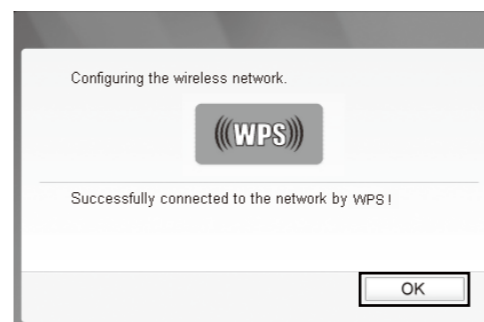 Configuring the wireless network.
(((WPS)))
Successfully connected to the network by WPS!
OK